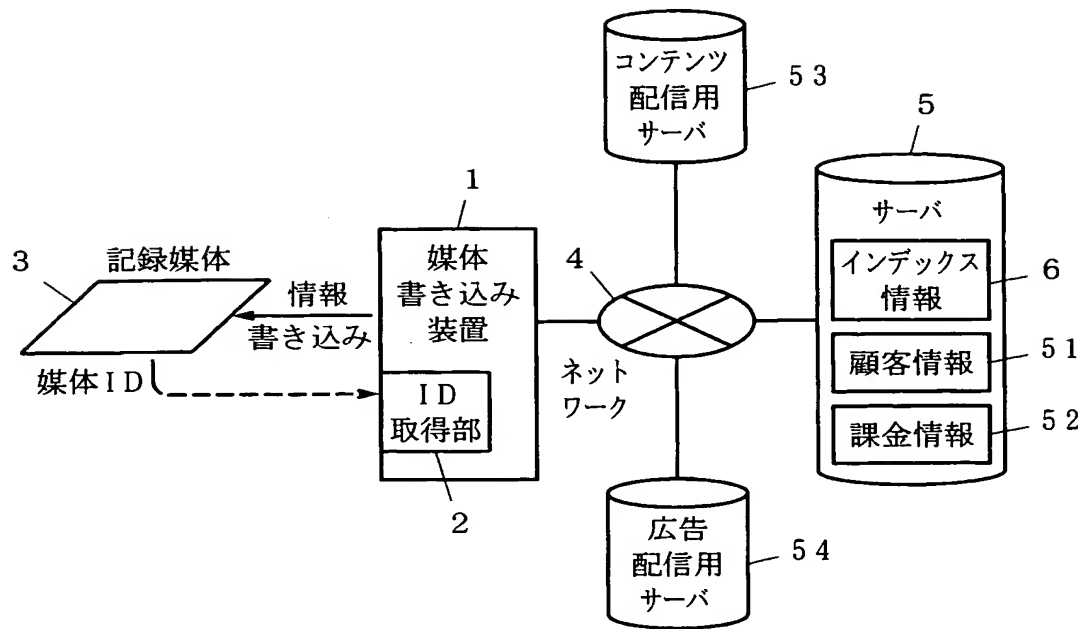 コンテンツ
配信用
サーバ
53
5
サーバ
インデックス
情報
6
顧客情報
51
課金情報
52
1
媒体
書き込み
装置
ID
取得部
2
3
記録媒体
情報
書き込み
媒体ID
4
ネット
ワーク
広告
配信用
サーバ
54